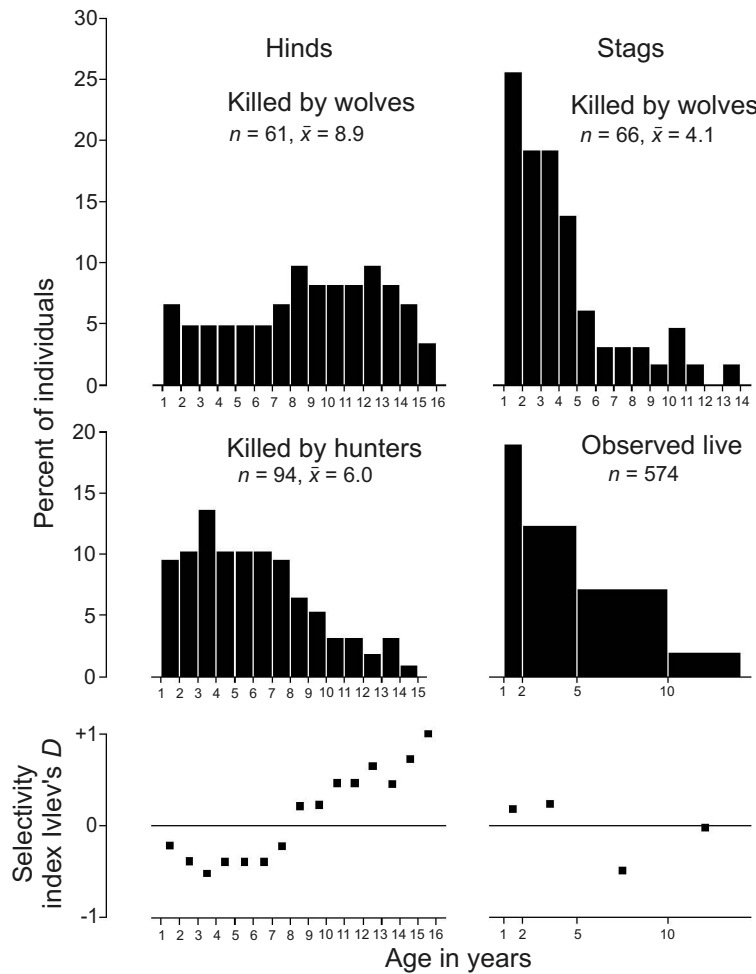 Hinds
Stags
Killed by wolves
n = 61, x̄ = 8.9
Killed by wolves
n = 66, x̄ = 4.1
30
25
20
15
10
5
0
1 2 3 4 5 6 7 8 9 10 11 12 13 14 15 16
1 2 3 4 5 6 7 8 9 10 11 12 13 14
Percent of individuals
Killed by hunters
n = 94, x̄ = 6.0
Observed live
n = 574
20
15
10
5
0
1 2 3 4 5 6 7 8 9 10 11 12 13 14 15
1 2 5 10
Selectivity
index Ivlev's D
+1
0
-1
1 2 3 4 5 6 7 8 9 10 11 12 13 14 15 16
1 2 5 10
Age in years